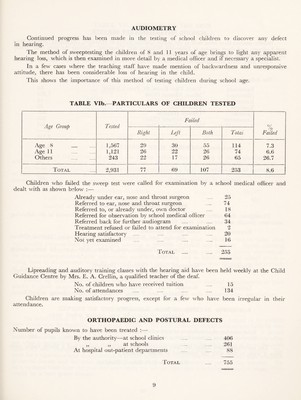 AUDIOMETRY
Continued progress has been made in the testing of school children to discover any defect
in hearing.
The method of sweeptesting the children of 8 and 11 years of age brings to light any apparent
hearing loss, which is then examined in more detail by a medical officer and if necessary a specialist.
In a few cases where the teaching staff have made mention of backwardness and unresponsive
attitude, there has been considerable loss of hearing in the child.
This shows the importance of this method of testing children during school age.
TABLE VIb.—PARTICULARS OF CHILDREN TESTED
Age Group Tested Failed % Failed
Right Left Both Total
Age 8 1,567 29 30 55 114 7.3
Age 11 1,121 26 22 26 74 6.6
Others 243 22 17 26 65 26.7
TOTAL 2,931 77 69 107 253 8.6
Children who failed the sweep test were called for examination by a school medical officer and
dealt with as shown below :—
Already under ear, nose and throat surgeon 25
Referred to ear, nose and throat surgeon 74
Referred to, or already under, own doctor 18
Referred for observation by school medical officer 64
Referred back for further audiogram 34
Treatment refused or failed to attend for examination 2
Hearing satisfactory 20
Not yet examined 16
TOTAL 253
Lipreading and auditory training classes with the hearing aid have been held weekly at the Child
Guidance Centre by Mrs. E. A. Crellin, a qualified teacher of the deaf.
No. of children who have received tuition 15
No. of attendances 134
Children are making satisfactory progress, except for a few who have been irregular in their
attendance.
ORTHOPAEDIC AND POSTURAL DEFECTS
Number of pupils known to have been treated :—
By the authority—at school clinics 406
„ „ at schools 261
At hospital out-patient departments 88
TOTAL 755
9